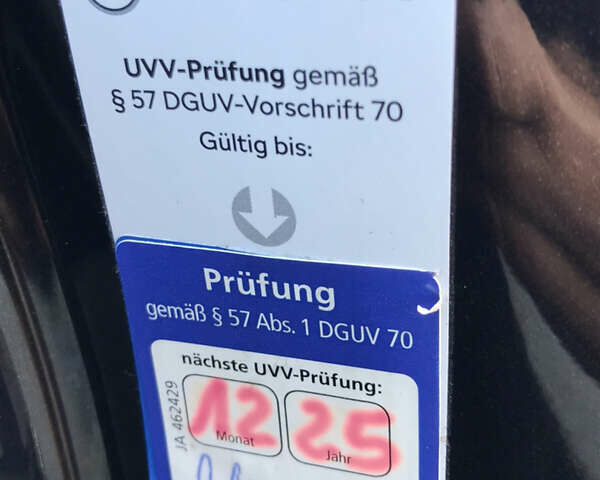 UVV-Prüfung gemäß
§ 57 DGUV-Vorschrift 70
Gültig bis:
Prüfung
gemäß § 57 Abs. 1 DGUV 70
nächste UVV-Prüfung:
JA 462429
12 25
Monat Jahr